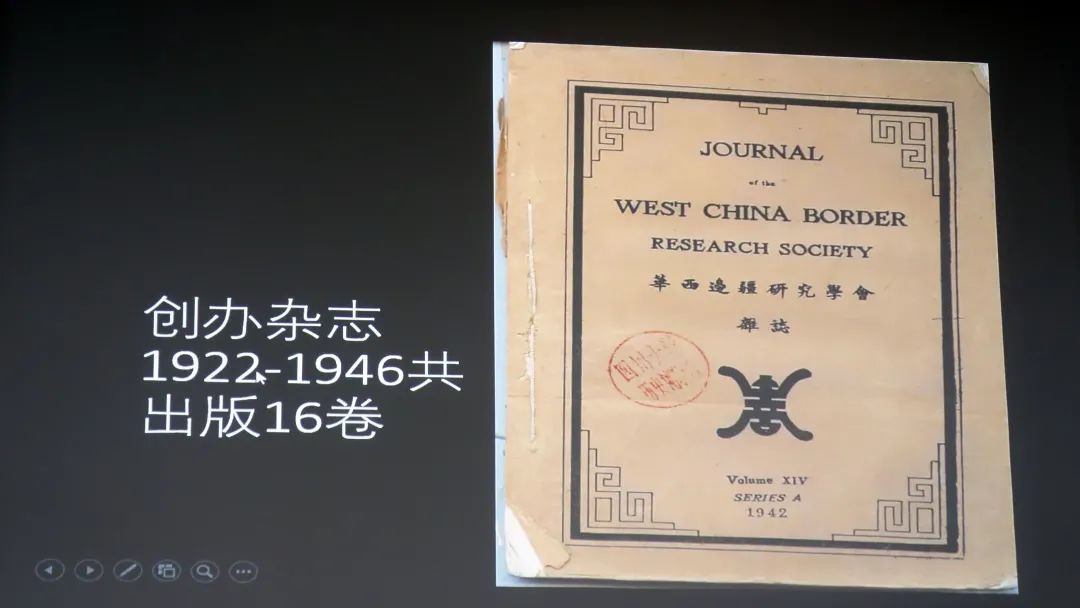 创办杂志
1922-1946共
出版16卷
JOURNAL
of the
WEST CHINA BORDER
RESEARCH SOCIETY
華西邊疆研究學會
雜誌
Volume XIV
SERIES A
1942